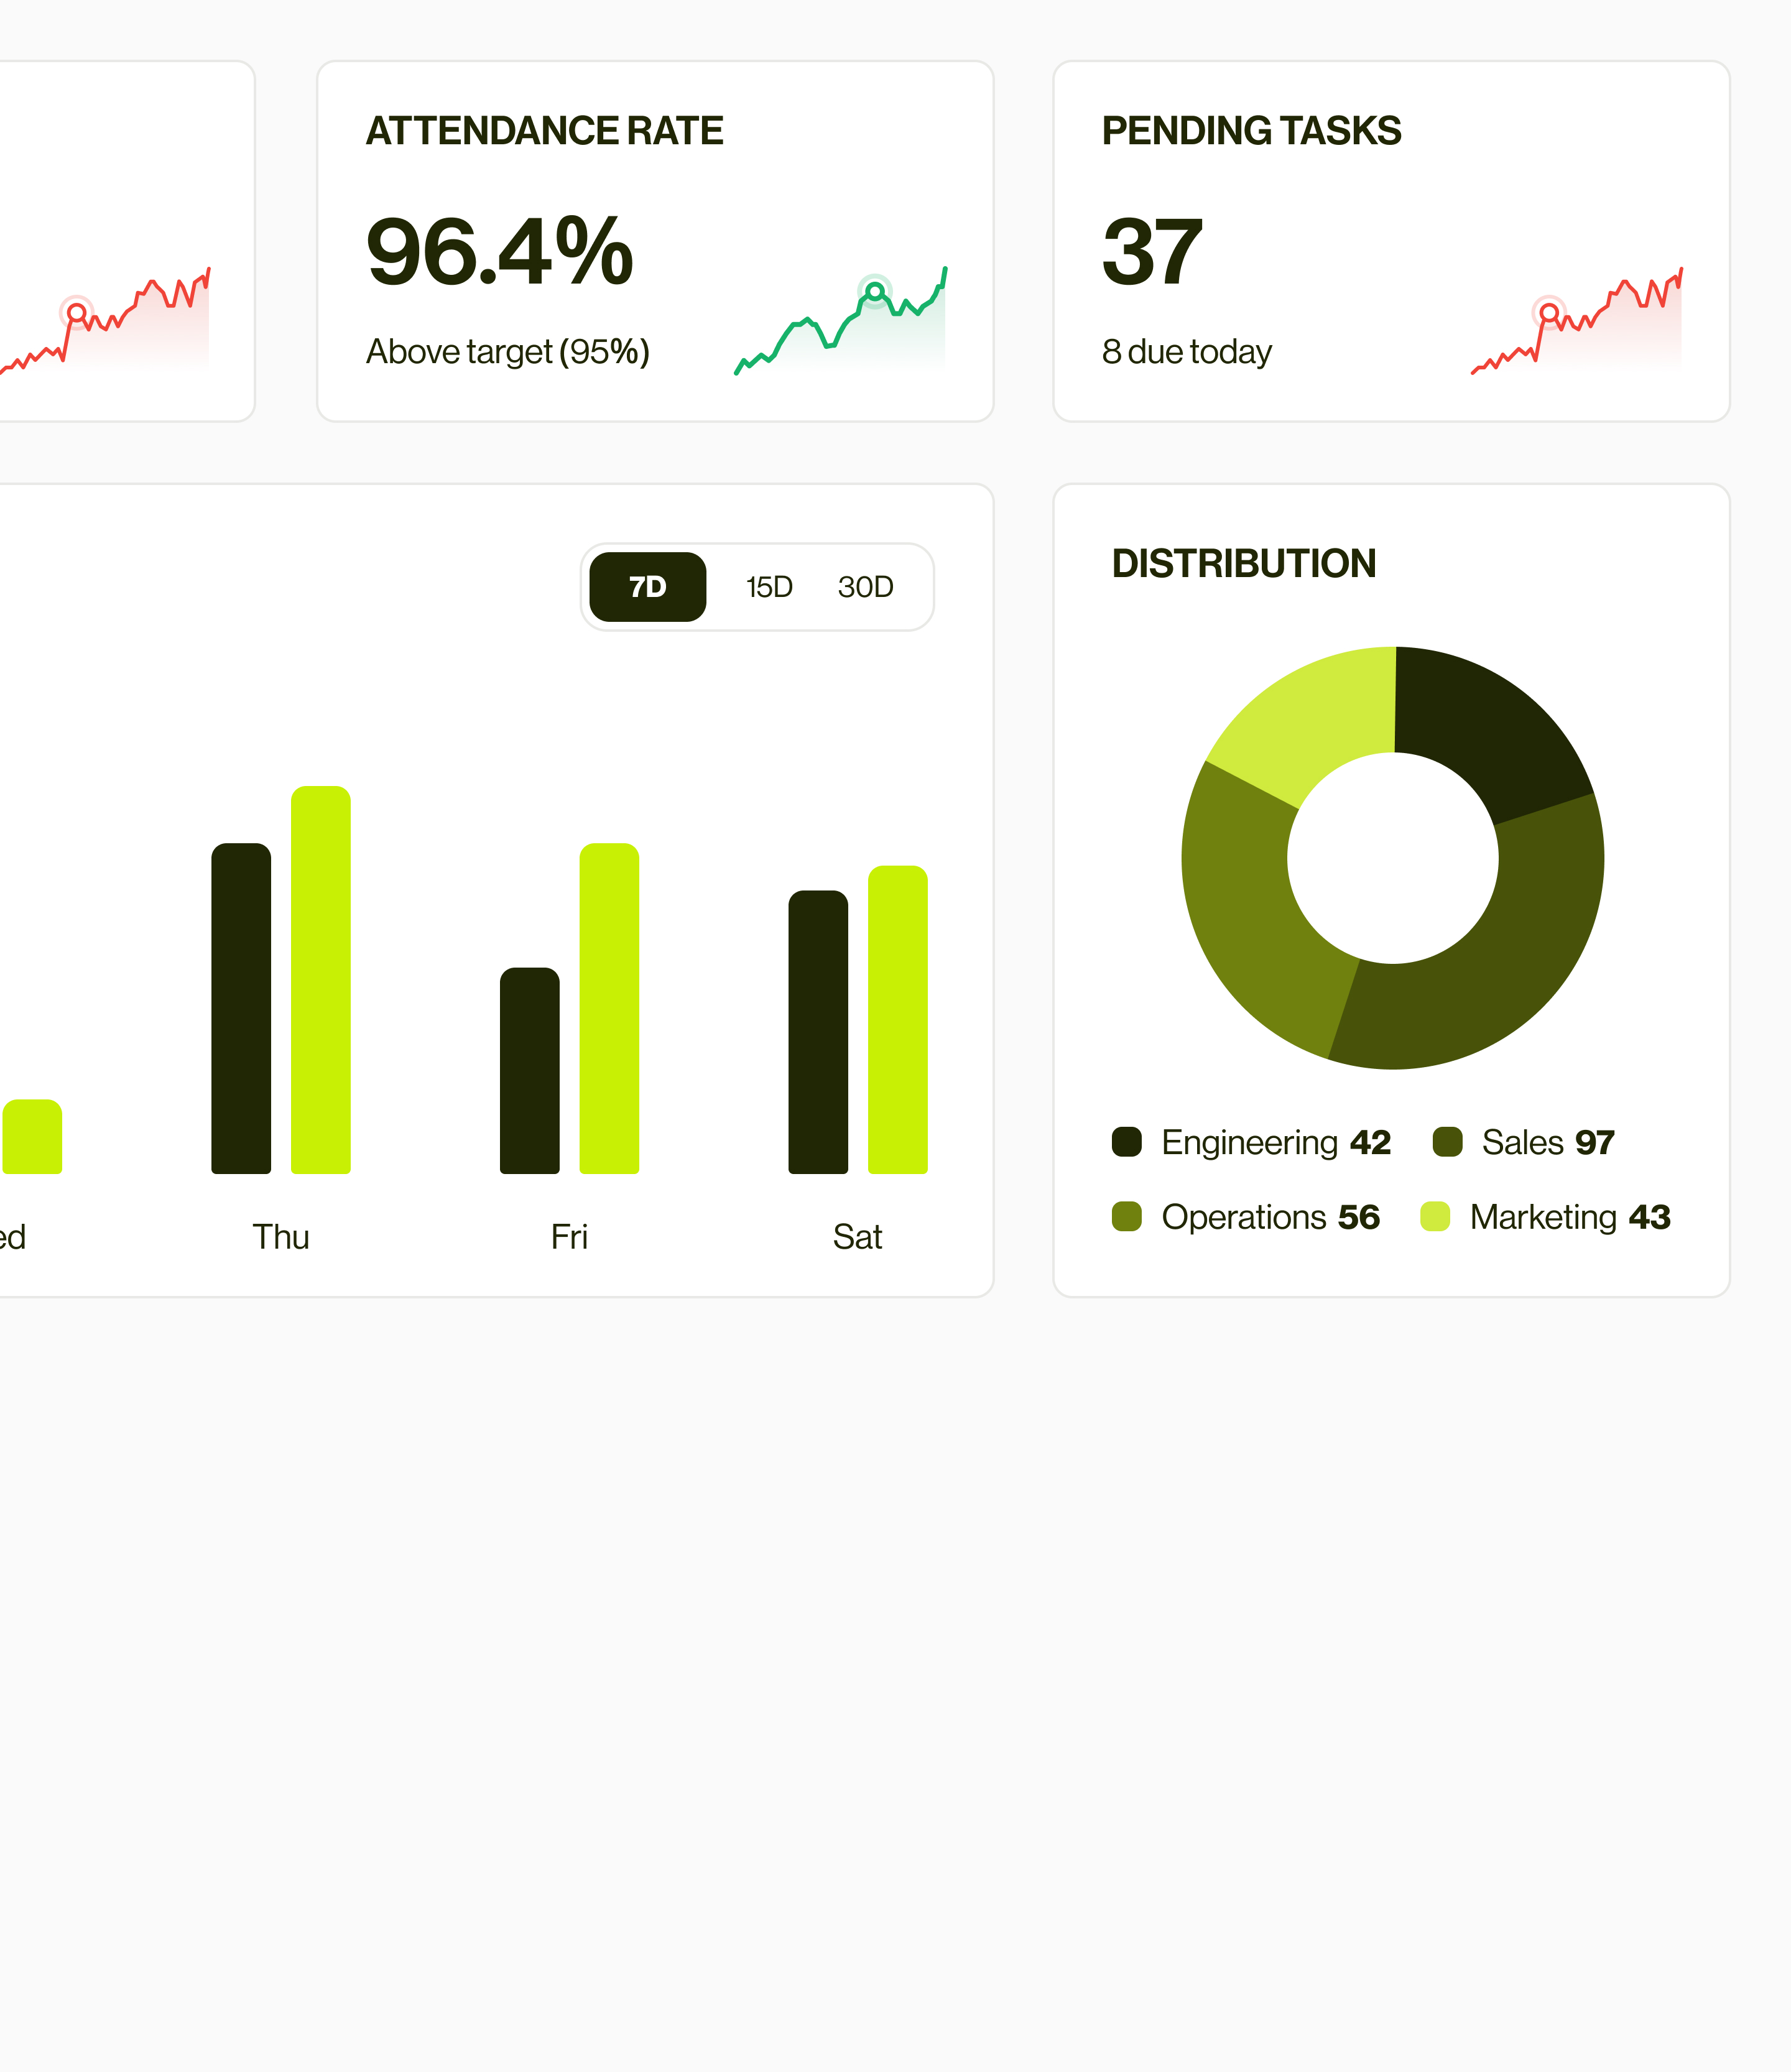 ATTENDANCE RATE
96.4%
Above target (95%)
PENDING TASKS
37
8 due today
7D 15D 30D
ed Thu Fri Sat
DISTRIBUTION
Engineering 42 Sales 97
Operations 56 Marketing 43